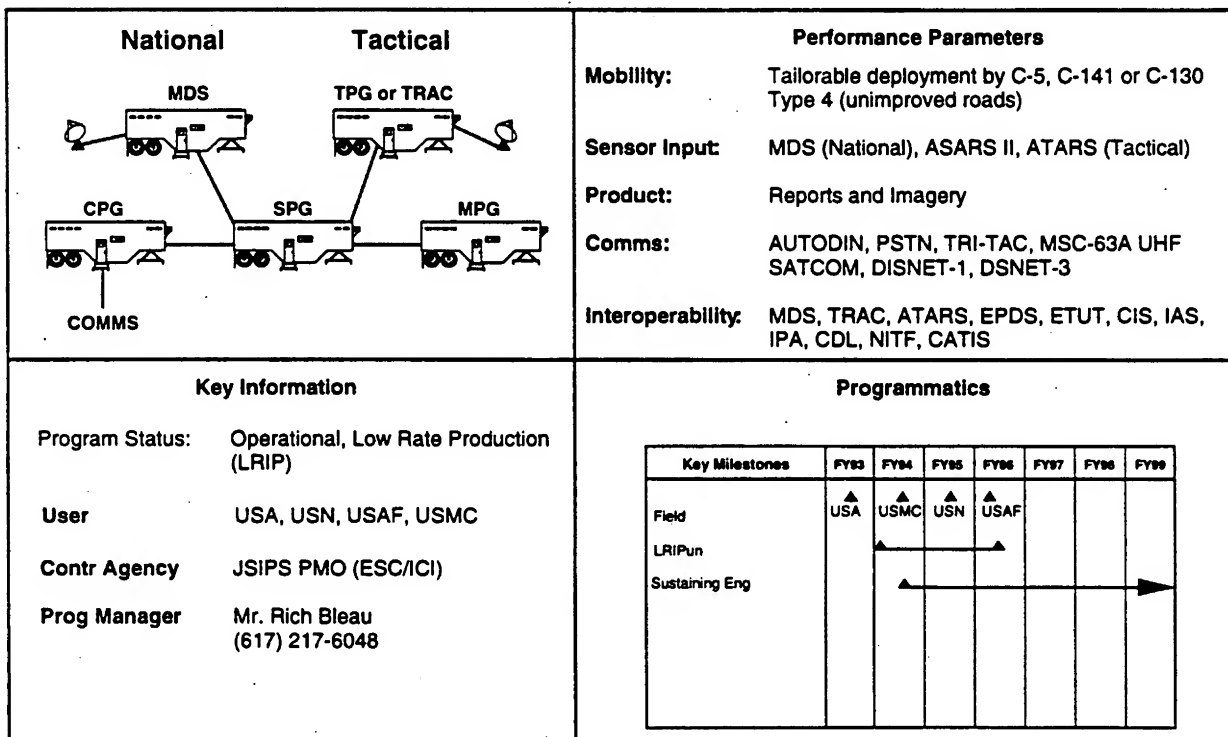 National Tactical
MDS TPG or TRAC
CPG SPG MPG
COMMS
Performance Parameters
Mobility: Tailorable deployment by C-5, C-141 or C-130
Type 4 (unimproved roads)
Sensor Input: MDS (National), ASARS II, ATARS (Tactical)
Product: Reports and Imagery
Comms: AUTODIN, PSTN, TRI-TAC, MSC-63A UHF
SATCOM, DISNET-1, DSNET-3
Interoperability: MDS, TRAC, ATARS, EPDS, ETUT, CIS, IAS,
IPA, CDL, NITF, CATIS
Key Information
Program Status: Operational, Low Rate Production
(LRIP)
User USA, USN, USAF, USMC
Contr Agency JSIPS PMO (ESC/ICI)
Prog Manager Mr. Rich Bleau
(617) 217-6048
Programmatics
Key Milestones FY93 FY94 FY95 FY96 FY97 FY98 FY99
Field USA USMC USN USAF
LRIPun
Sustaining Eng